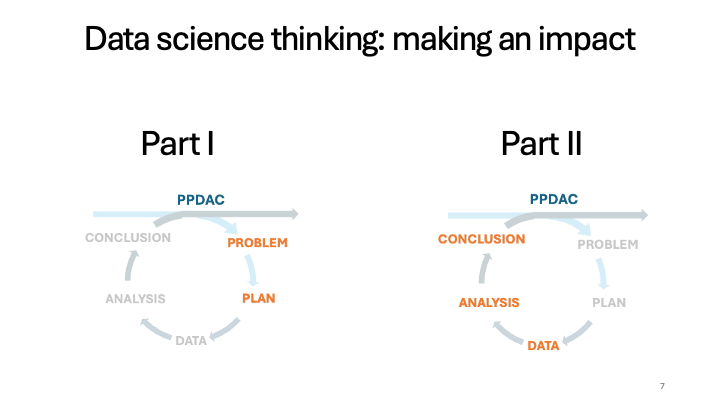 Data science thinking: making an impact
Part I
PPDAC
CONCLUSION
PROBLEM
ANALYSIS
PLAN
DATA
Part II
PPDAC
CONCLUSION
PROBLEM
ANALYSIS
PLAN
DATA
7